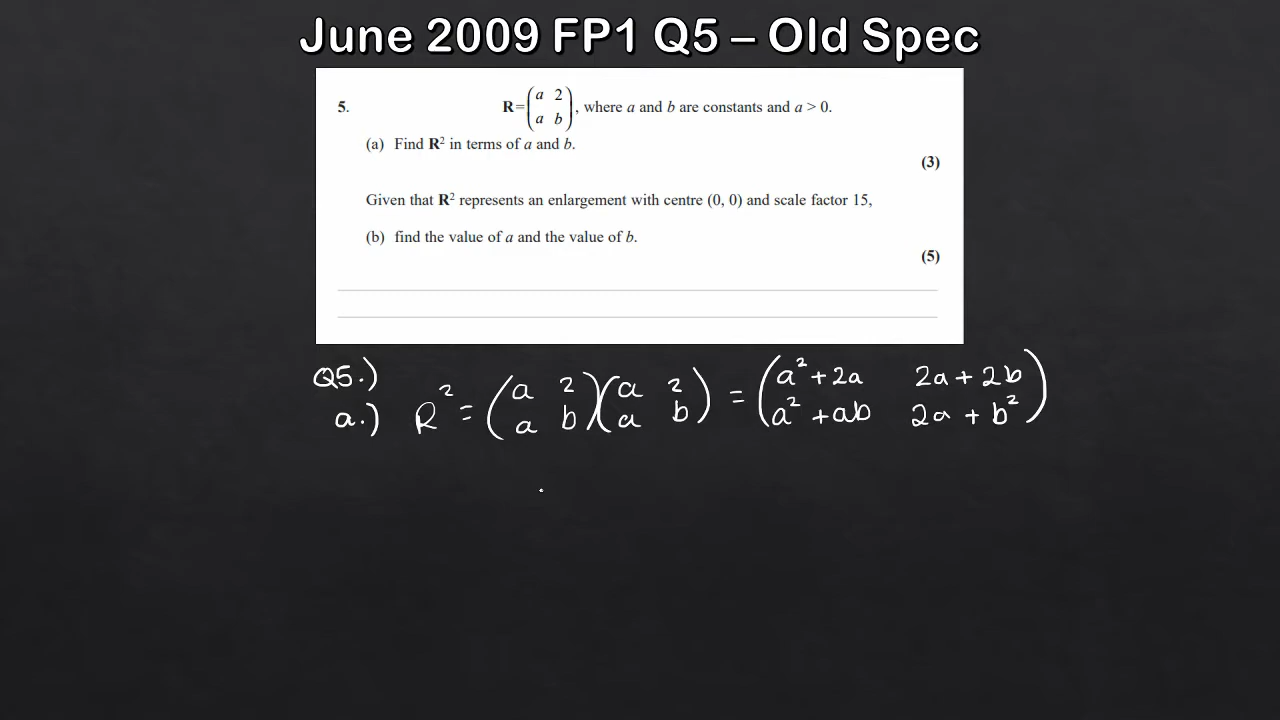 June 2009 FP1 Q5 – Old Spec
5. R=(a 2
a b), where a and b are constants and a > 0.
(a) Find R² in terms of a and b.
(3)
Given that R² represents an enlargement with centre (0, 0) and scale factor 15,
(b) find the value of a and the value of b.
(5)
Q5.)
a.) R² = (a 2
a b)(a 2
a b) = (a²+2a 2a+2b
a²+ab 2a+b²)